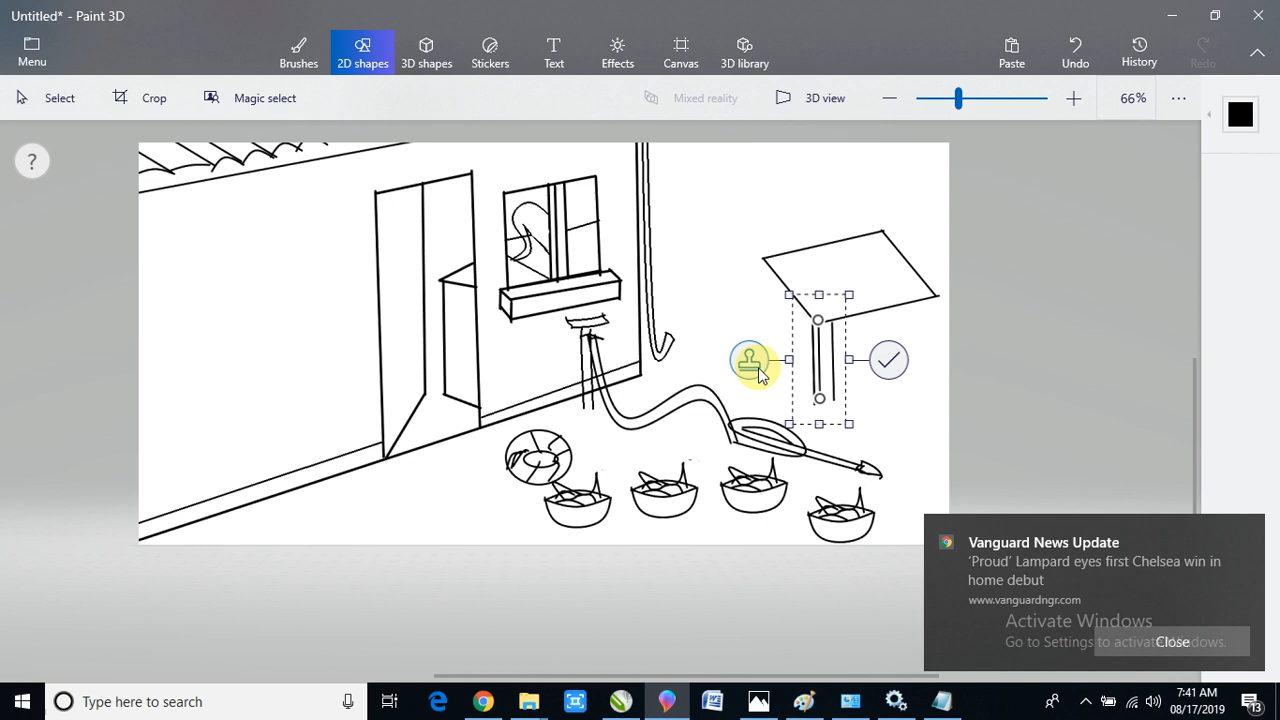 Untitled* - Paint 3D
Menu
Brushes
2D shapes
3D shapes
Stickers
Text
Effects
Canvas
3D library
Paste
Undo
History
Redo
Select
Crop
Magic select
Mixed reality
3D view
66%
?
Vanguard News Update
‘Proud’ Lampard eyes first Chelsea win in
home debut
www.vanguardngr.com
Activate Windows
Go to Settings to activate Windows.
Close
Type here to search
7:41 AM
08/17/2019
13